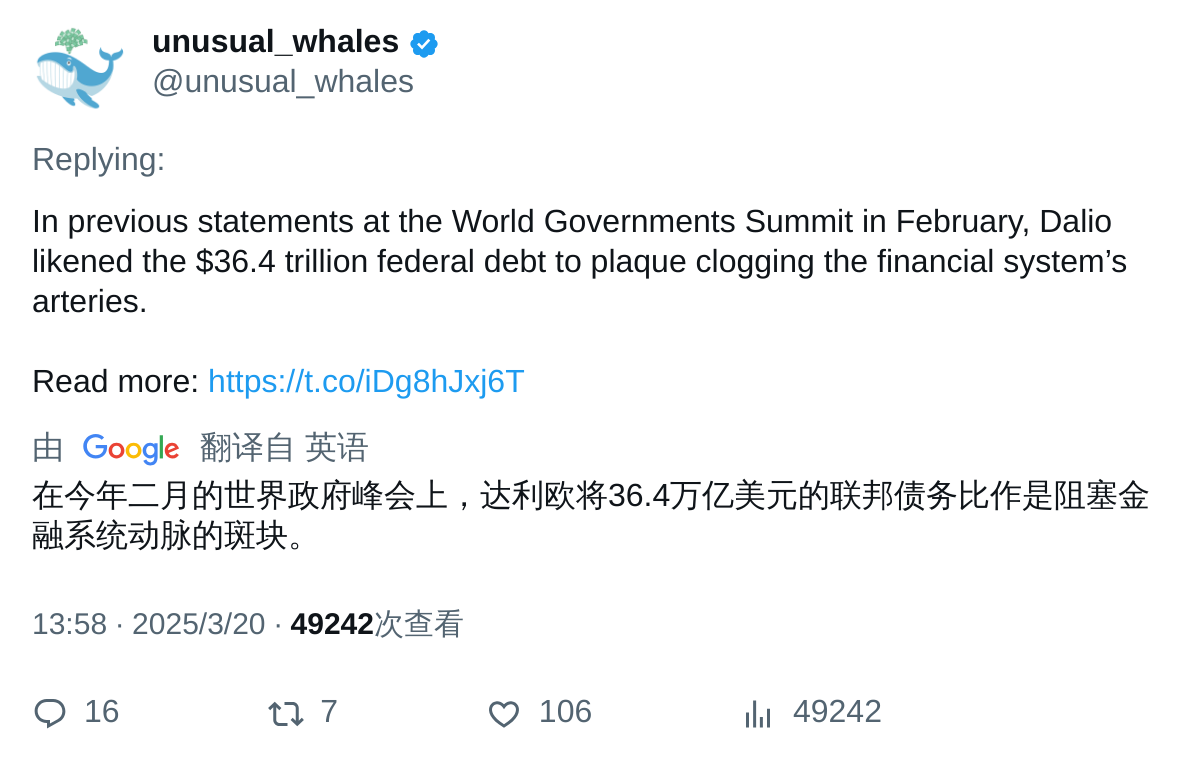 unusual_whales
@unusual_whales
Replying:
In previous statements at the World Governments Summit in February, Dalio
likened the $36.4 trillion federal debt to plaque clogging the financial system’s
arteries.
Read more: https://t.co/iDg8hJxj6T
由 Google 翻译自 英语
在今年二月的世界政府峰会上，达利欧将36.4万亿美元的联邦债务比作是阻塞金
融系统动脉的斑块。
13:58 · 2025/3/20 · 49242次查看
16 7 106 49242